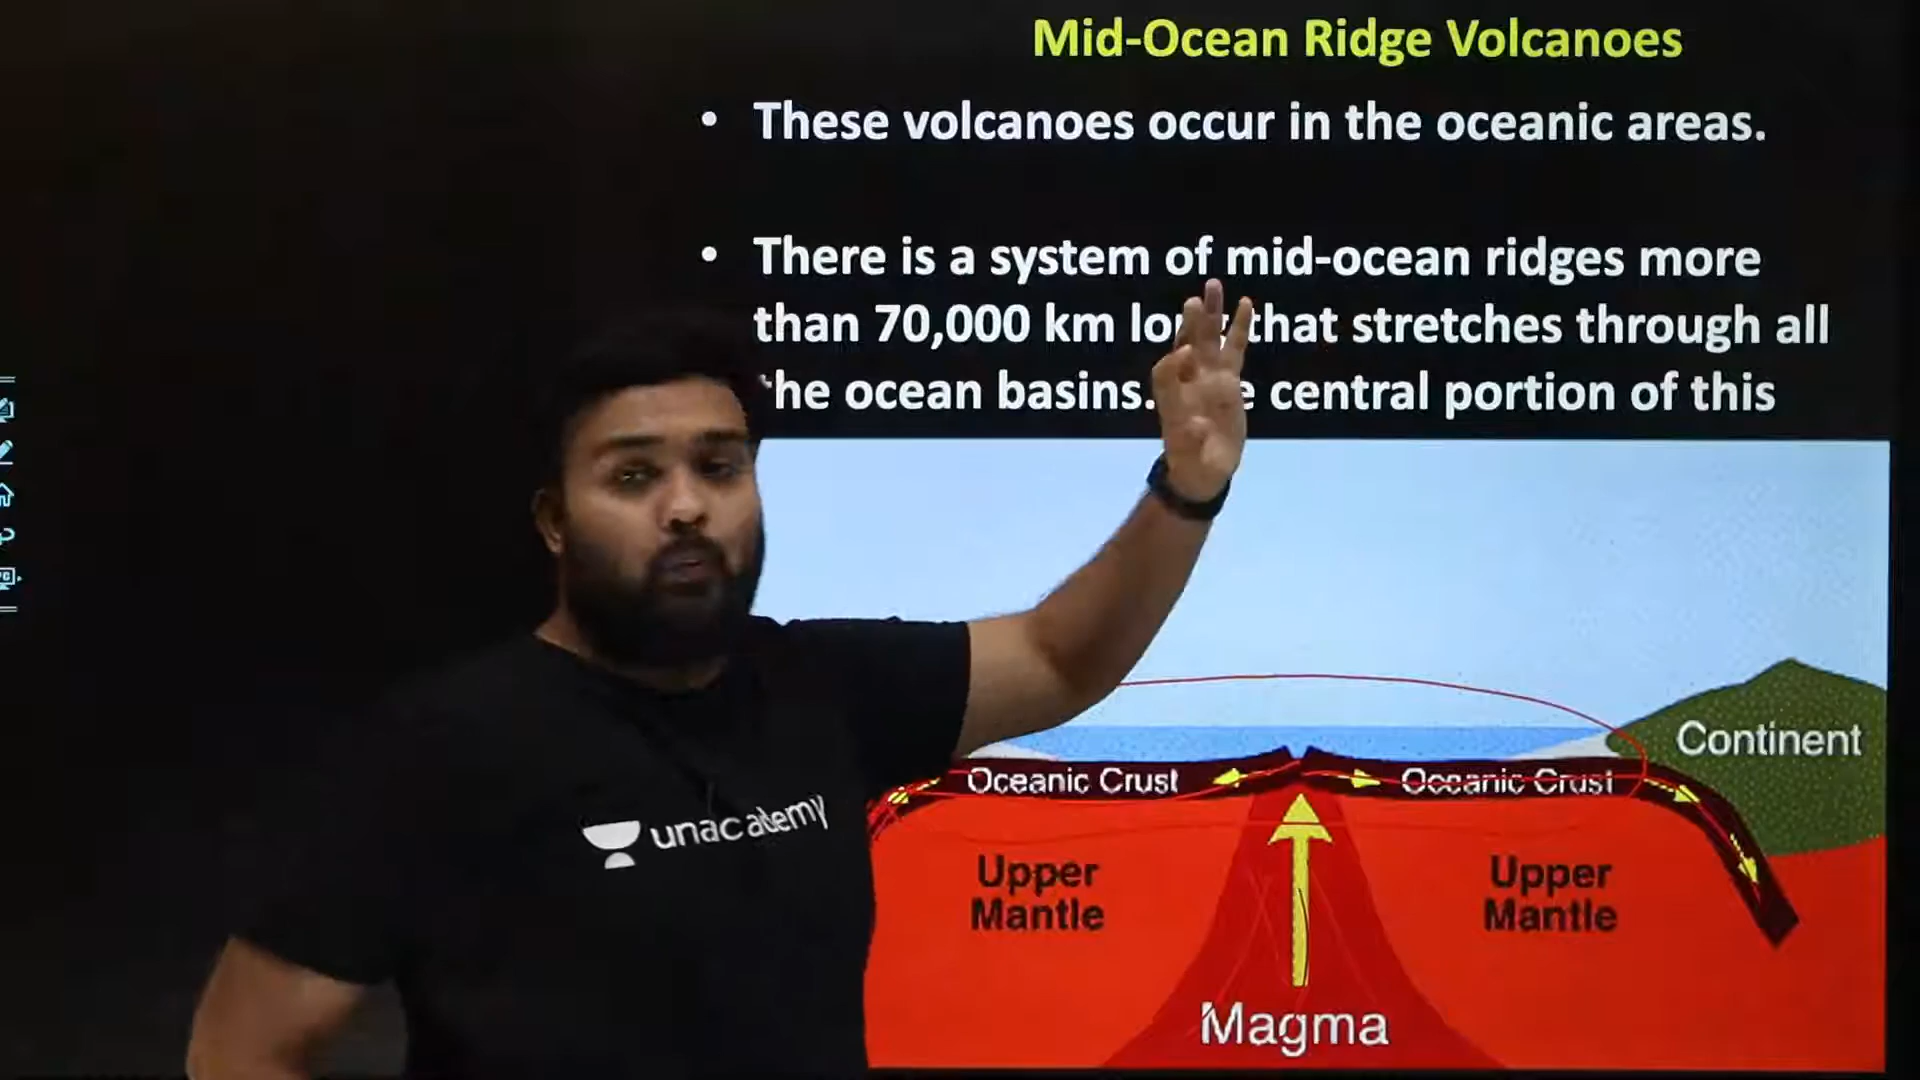 Mid-Ocean Ridge Volcanoes
• These volcanoes occur in the oceanic areas.
• There is a system of mid-ocean ridges more
than 70,000 km that stretches through all
ocean basins. central portion of this
Continent
Oceanic Crust
Oceanic Crust
Upper
Mantle
Upper
Mantle
Magma
unacademy